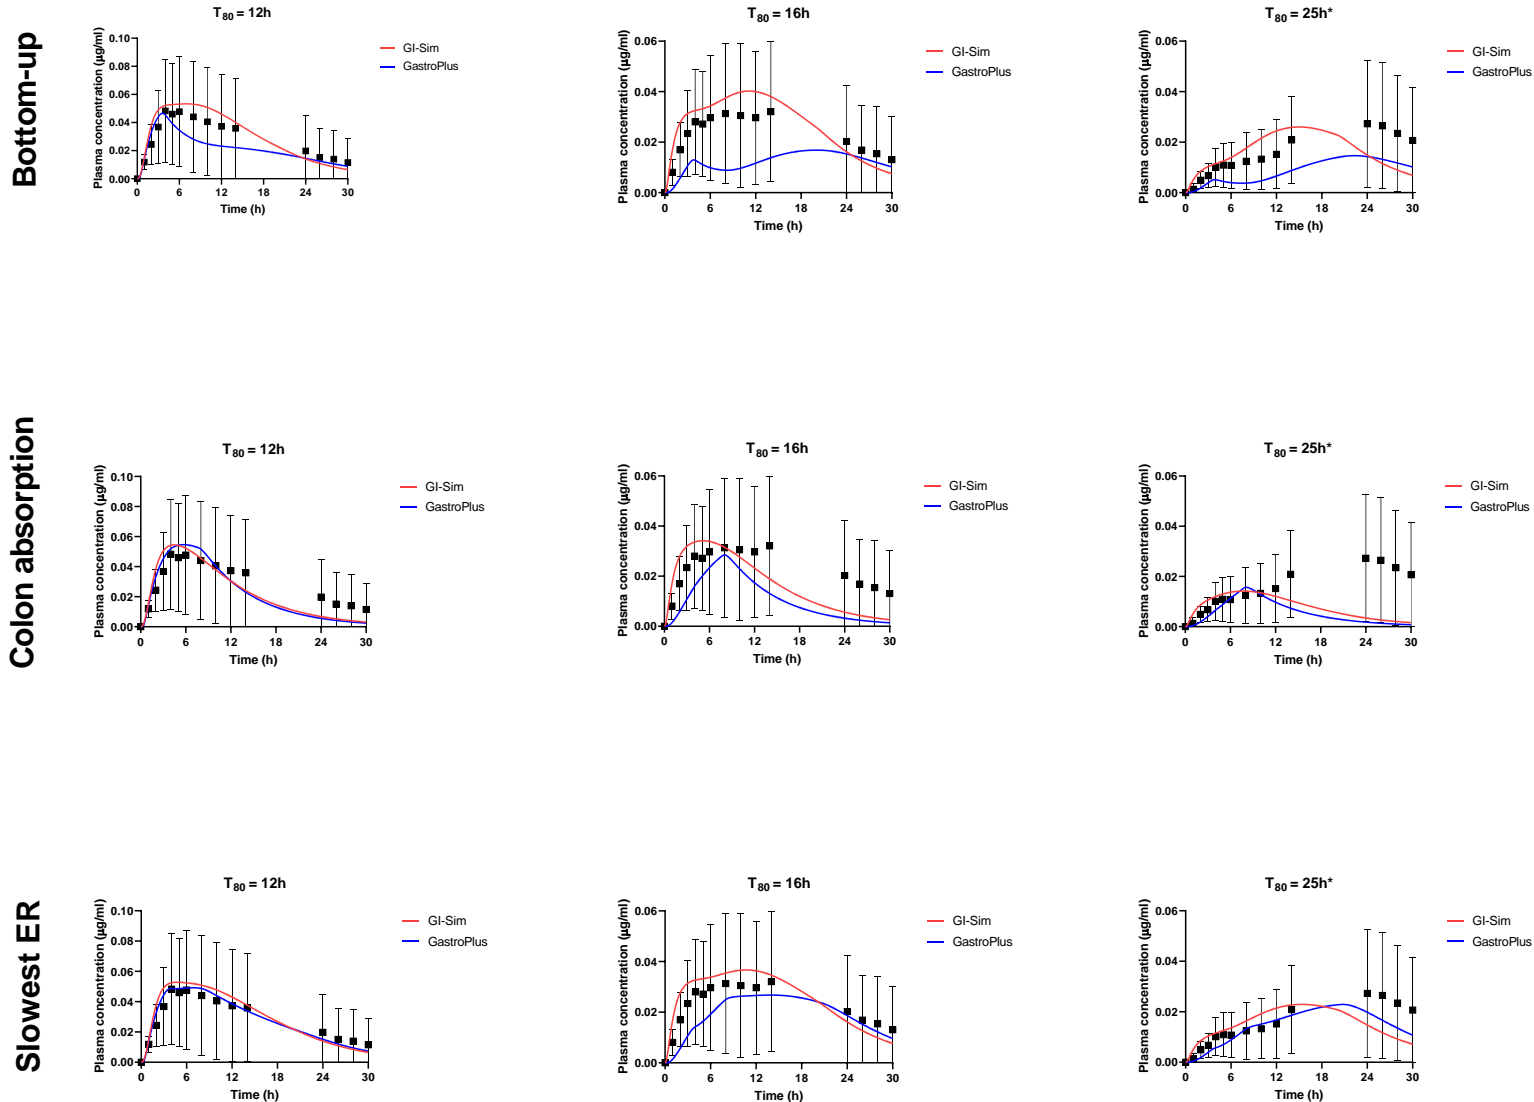 Bottom-up
T80 = 12h
Plasma concentration (µg/ml)
0.10
0.08
0.06
0.04
0.02
0.00
0 6 12 18 24 30
Time (h)
GI-Sim
GastroPlus
T80 = 16h
Plasma concentration (µg/ml)
0.06
0.04
0.02
0.00
0 6 12 18 24 30
Time (h)
GI-Sim
GastroPlus
T80 = 25h*
Plasma concentration (µg/ml)
0.06
0.04
0.02
0.00
0 6 12 18 24 30
Time (h)
GI-Sim
GastroPlus
Colon absorption
T80 = 12h
Plasma concentration (µg/ml)
0.10
0.08
0.06
0.04
0.02
0.00
0 6 12 18 24 30
Time (h)
GI-Sim
GastroPlus
T80 = 16h
Plasma concentration (µg/ml)
0.06
0.04
0.02
0.00
0 6 12 18 24 30
Time (h)
GI-Sim
GastroPlus
T80 = 25h*
Plasma concentration (µg/ml)
0.06
0.04
0.02
0.00
0 6 12 18 24 30
Time (h)
GI-Sim
GastroPlus
Slowest ER
T80 = 12h
Plasma concentration (µg/ml)
0.10
0.08
0.06
0.04
0.02
0.00
0 6 12 18 24 30
Time (h)
GI-Sim
GastroPlus
T80 = 16h
Plasma concentration (µg/ml)
0.06
0.04
0.02
0.00
0 6 12 18 24 30
Time (h)
GI-Sim
GastroPlus
T80 = 25h*
Plasma concentration (µg/ml)
0.06
0.04
0.02
0.00
0 6 12 18 24 30
Time (h)
GI-Sim
GastroPlus